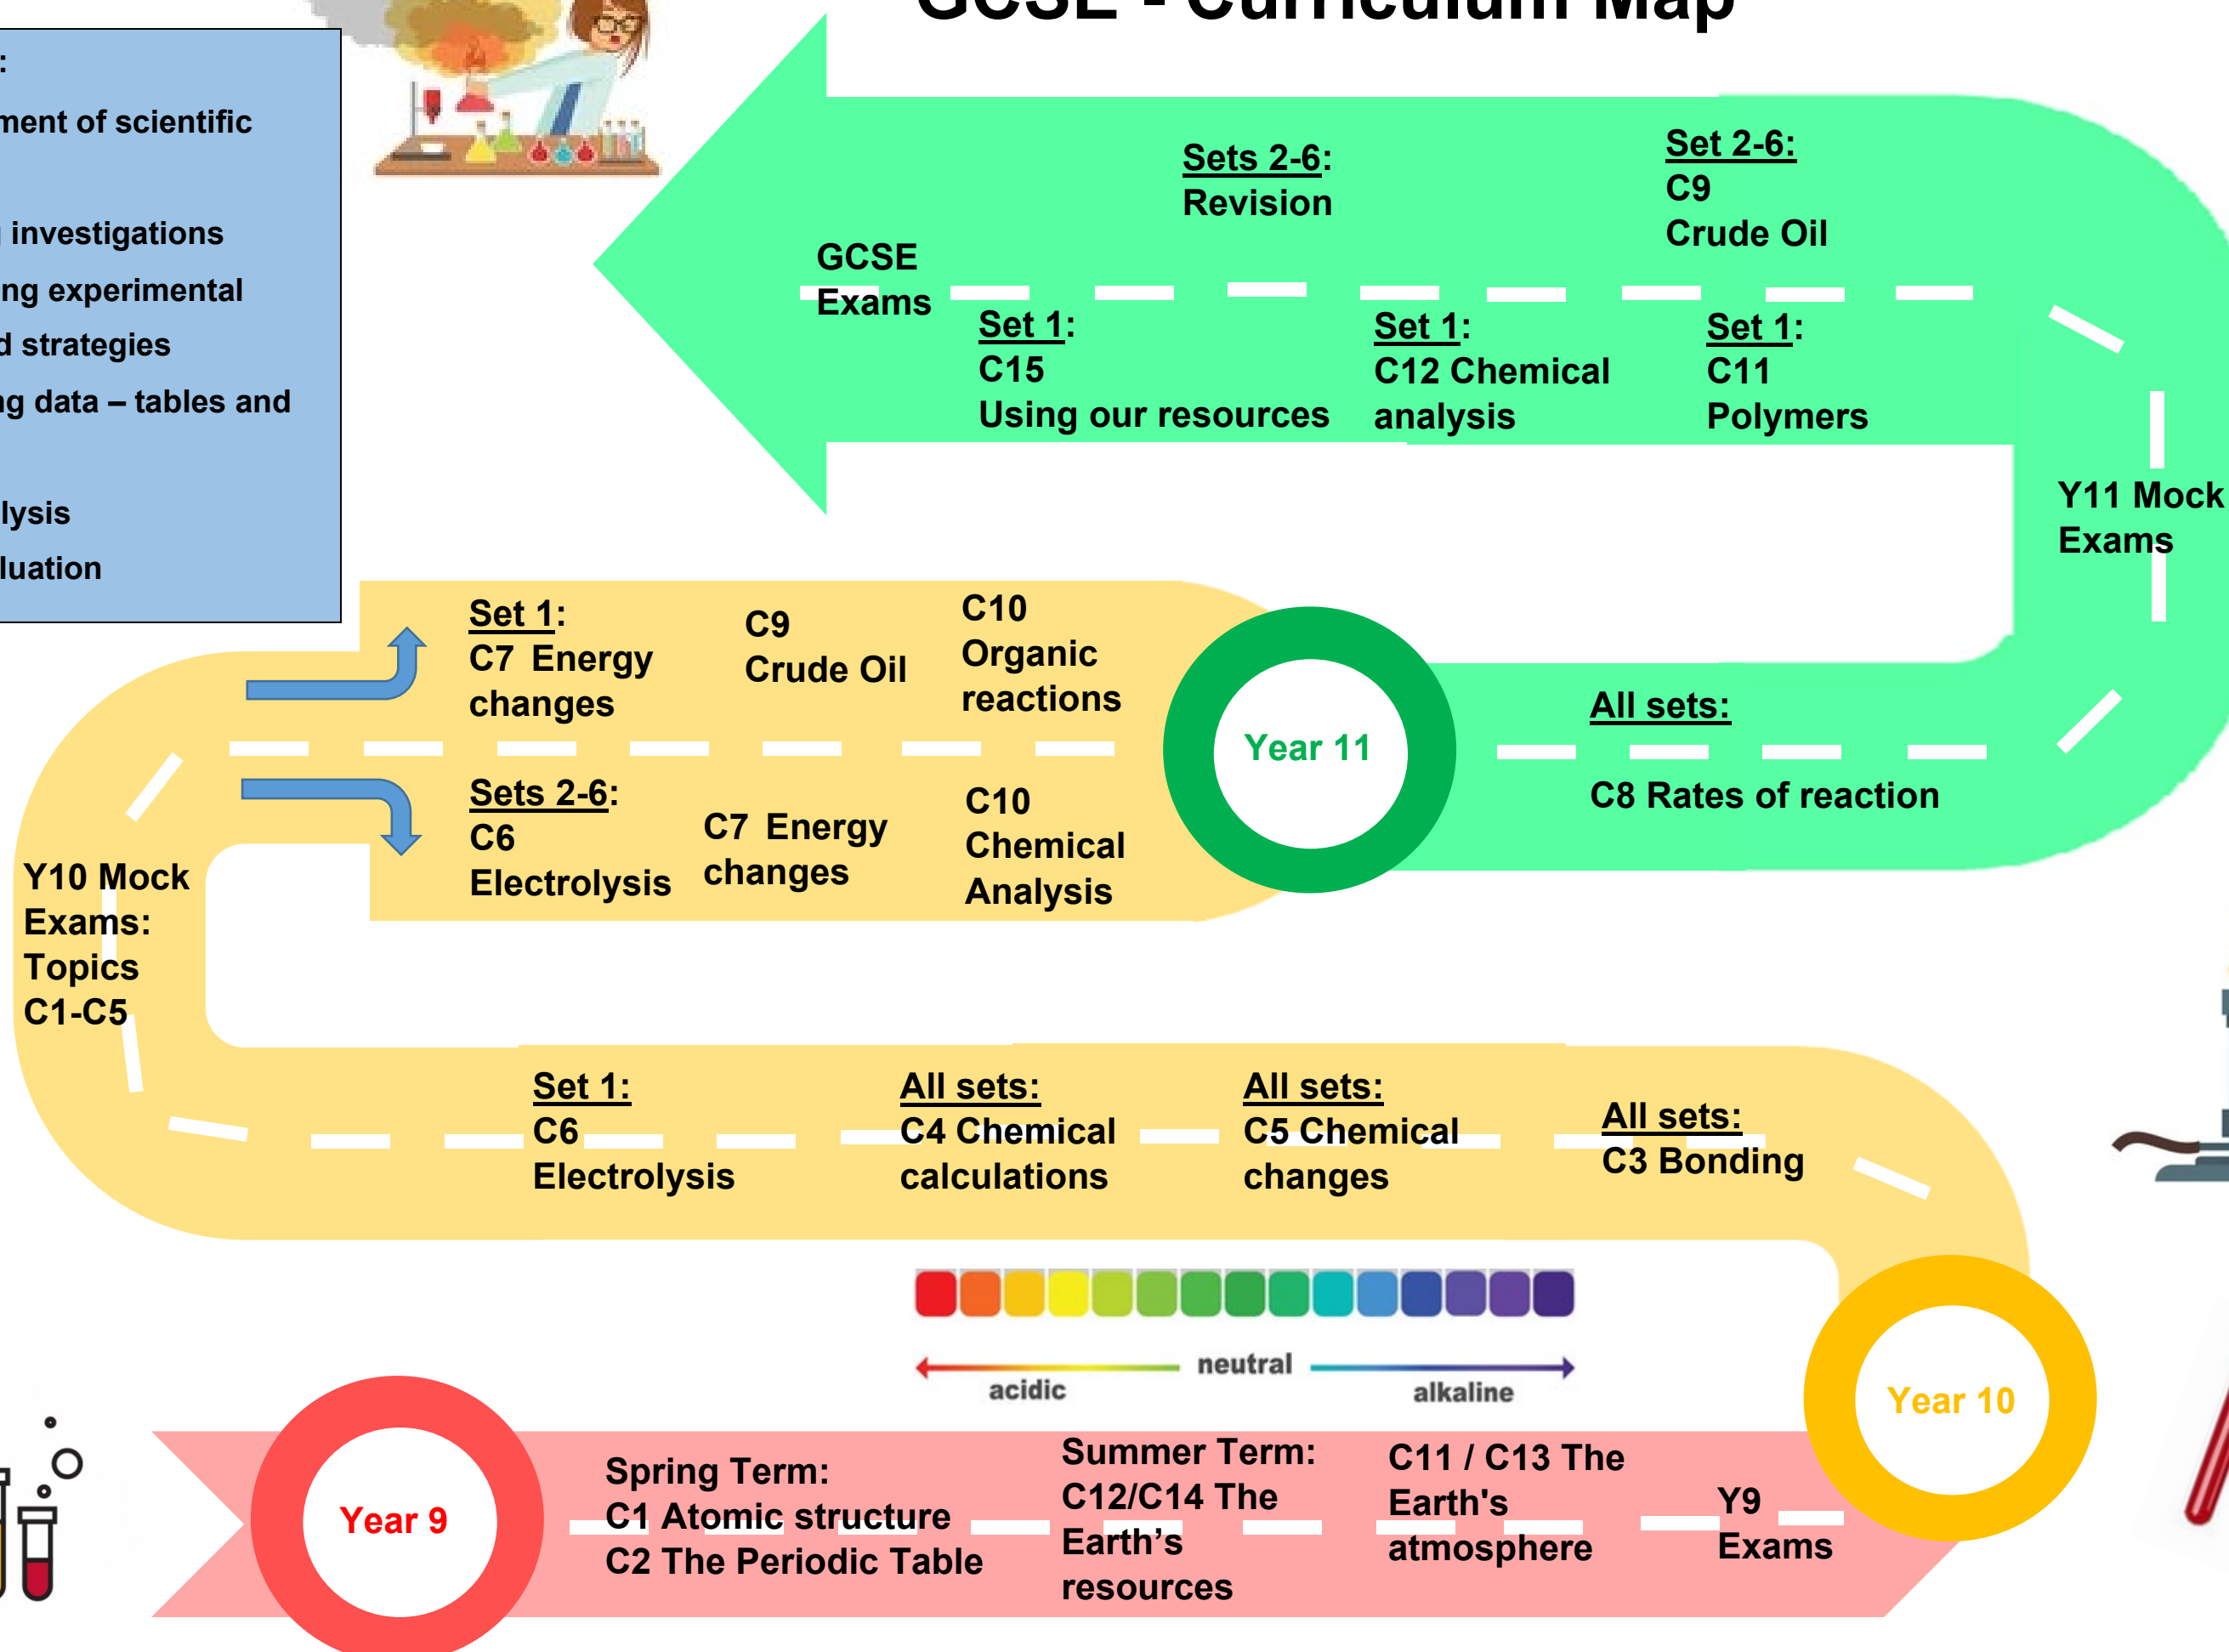 GCSE - Curriculum Map
:
ment of scientific
investigations
ing experimental
d strategies
ng data – tables and
lysis
luation
Sets 2-6:
Revision
Set 2-6:
C9
Crude Oil
GCSE
Exams
Set 1:
C15
Using our resources
Set 1:
C12 Chemical
analysis
Set 1:
C11
Polymers
Y11 Mock
Exams
Set 1:
C7 Energy
changes
C9
Crude Oil
C10
Organic
reactions
Year 11
All sets:
C8 Rates of reaction
Sets 2-6:
C6
Electrolysis
C7 Energy
changes
C10
Chemical
Analysis
Y10 Mock
Exams:
Topics
C1-C5
Set 1:
C6
Electrolysis
All sets:
C4 Chemical
calculations
All sets:
C5 Chemical
changes
All sets:
C3 Bonding
neutral
acidic
alkaline
Year 10
Year 9
Spring Term:
C1 Atomic structure
C2 The Periodic Table
Summer Term:
C12/C14 The
Earth’s
resources
C11 / C13 The
Earth's
atmosphere
Y9
Exams